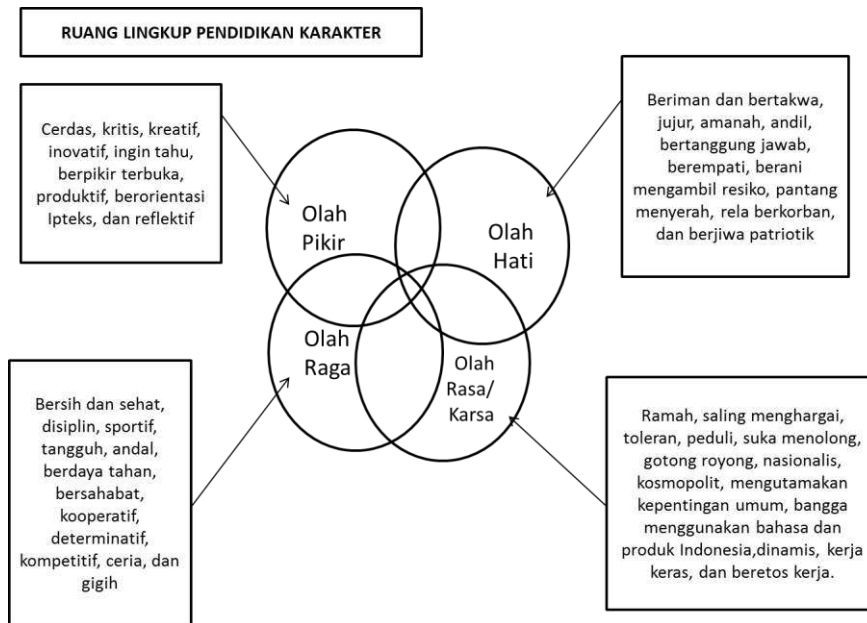 RUANG LINGKUP PENDIDIKAN KARAKTER
Cerdas, kritis, kreatif,
inovatif, ingin tahu,
berpikir terbuka,
produktif, berorientasi
Ipteks, dan reflektif
Beriman dan bertakwa,
jujur, amanah, andil,
bertanggung jawab,
berempati, berani
mengambil resiko, pantang
menyerah, rela berkorban,
dan berjiwa patriotik
Olah
Pikir
Olah
Hati
Olah
Raga
Olah
Rasa/
Karsa
Bersih dan sehat,
disiplin, sportif,
tangguh, andal,
berdaya tahan,
bersahabat,
kooperatif,
determinatif,
kompetitif, ceria, dan
gigih
Ramah, saling menghargai,
toleran, peduli, suka menolong,
gotong royong, nasionalis,
kosmopolit, mengutamakan
kepentingan umum, bangga
menggunakan bahasa dan
produk Indonesia,dinamis, kerja
keras, dan beretos kerja.